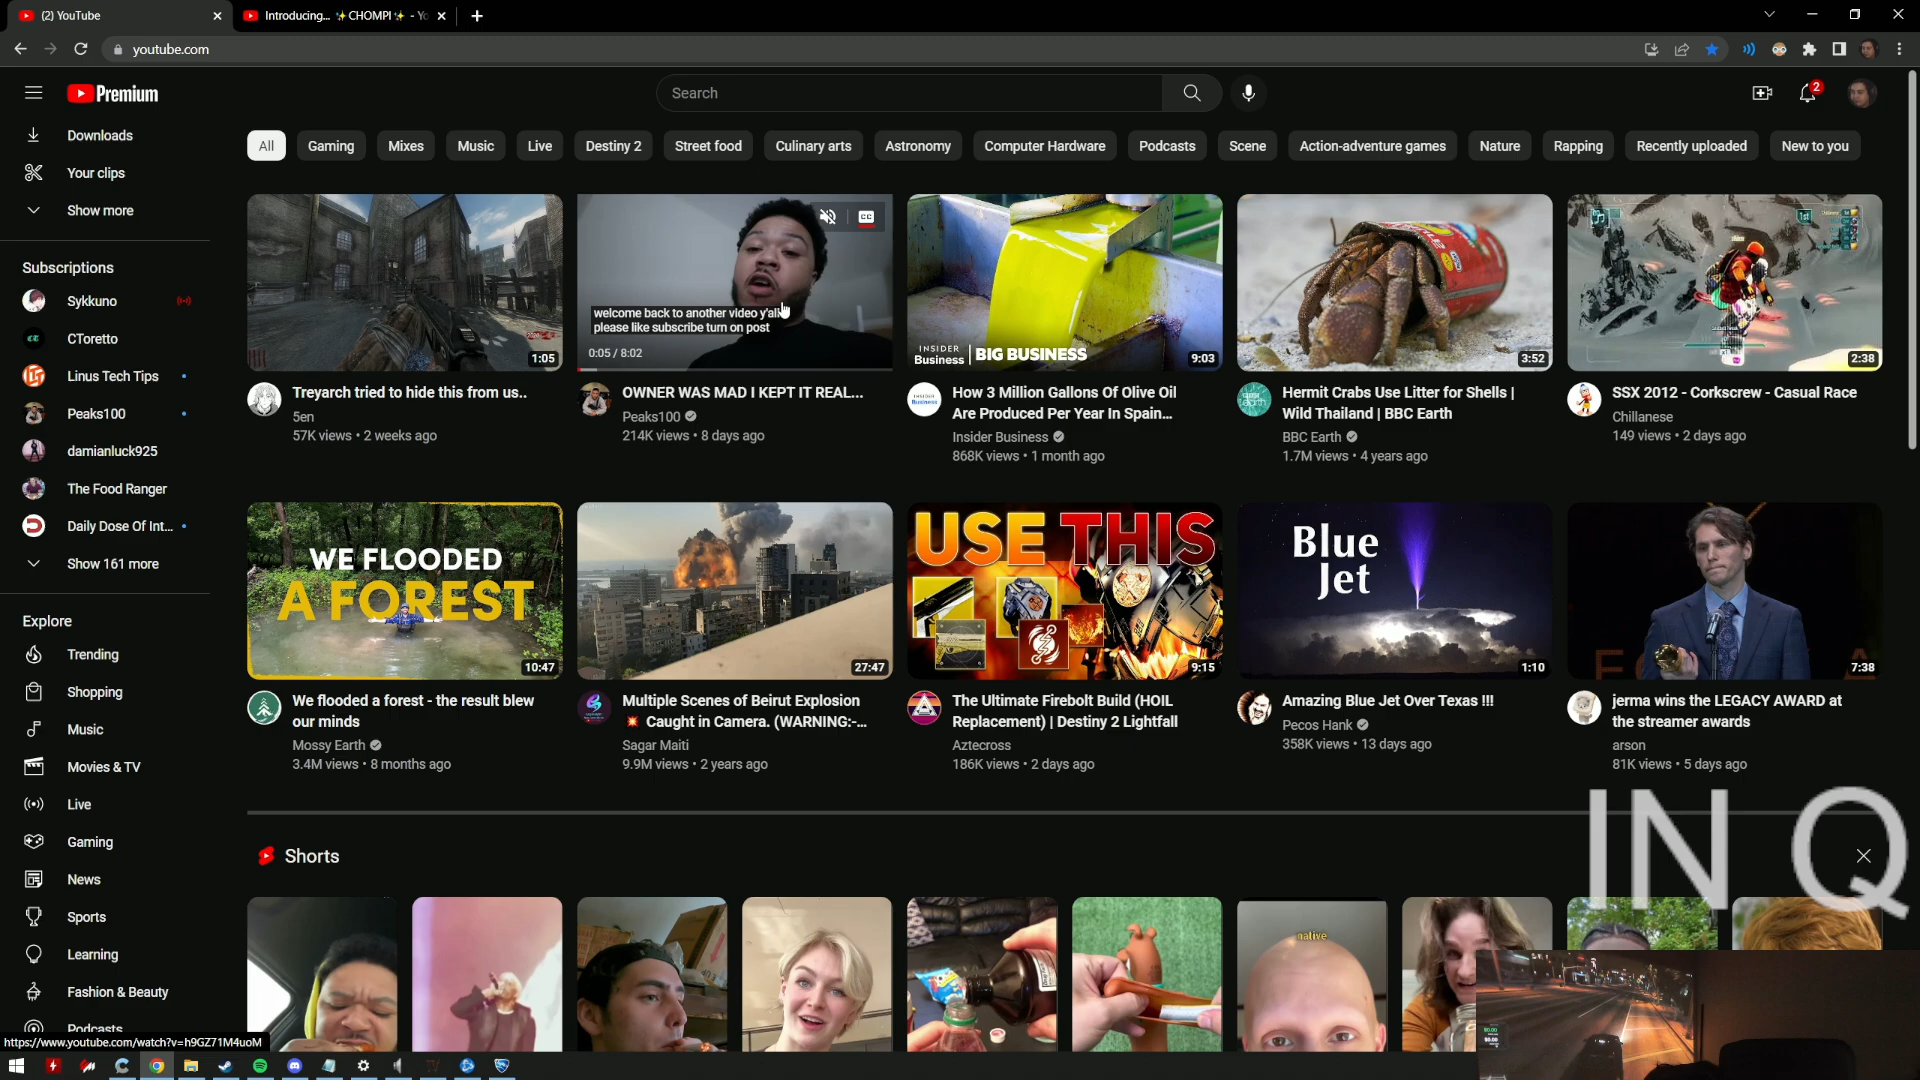 (2) YouTube
Introducing... ✨CHOMPI✨ - Yo
youtube.com
Premium
Search
2
Downloads
Your clips
Show more
Subscriptions
Sykkuno
CToretto
Linus Tech Tips
Peaks100
damianluck925
The Food Ranger
Daily Dose Of Int...
Show 161 more
Explore
Trending
Shopping
Music
Movies & TV
Live
Gaming
News
Sports
Learning
Fashion & Beauty
Podcasts
https://www.youtube.com/watch?v=h9GZ71M4uoM
All
Gaming
Mixes
Music
Live
Destiny 2
Street food
Culinary arts
Astronomy
Computer Hardware
Podcasts
Scene
Action-adventure games
Nature
Rapping
Recently uploaded
New to you
1:05
Treyarch tried to hide this from us..
5en
57K views • 2 weeks ago
CC
welcome back to another video y'all
please like subscribe turn on post
0:05 / 8:02
OWNER WAS MAD I KEPT IT REAL...
Peaks100
214K views • 8 days ago
INSIDER
Business | BIG BUSINESS
9:03
How 3 Million Gallons Of Olive Oil
Are Produced Per Year In Spain...
Insider Business
868K views • 1 month ago
3:52
Hermit Crabs Use Litter for Shells |
Wild Thailand | BBC Earth
BBC Earth
1.7M views • 4 years ago
1st
2:38
SSX 2012 - Corkscrew - Casual Race
Chillanese
149 views • 2 days ago
WE FLOODED
A FOREST
10:47
We flooded a forest - the result blew
our minds
Mossy Earth
3.4M views • 8 months ago
27:47
Multiple Scenes of Beirut Explosion
💥 Caught in Camera. (WARNING:-...
Sagar Maiti
9.9M views • 2 years ago
USE THIS
9:15
The Ultimate Firebolt Build (HOIL
Replacement) | Destiny 2 Lightfall
Aztecross
186K views • 2 days ago
Blue
Jet
1:10
Amazing Blue Jet Over Texas !!!
Pecos Hank
358K views • 13 days ago
7:38
jerma wins the LEGACY AWARD at
the streamer awards
arson
81K views • 5 days ago
IN Q
Shorts
native
$0.00
$0.00